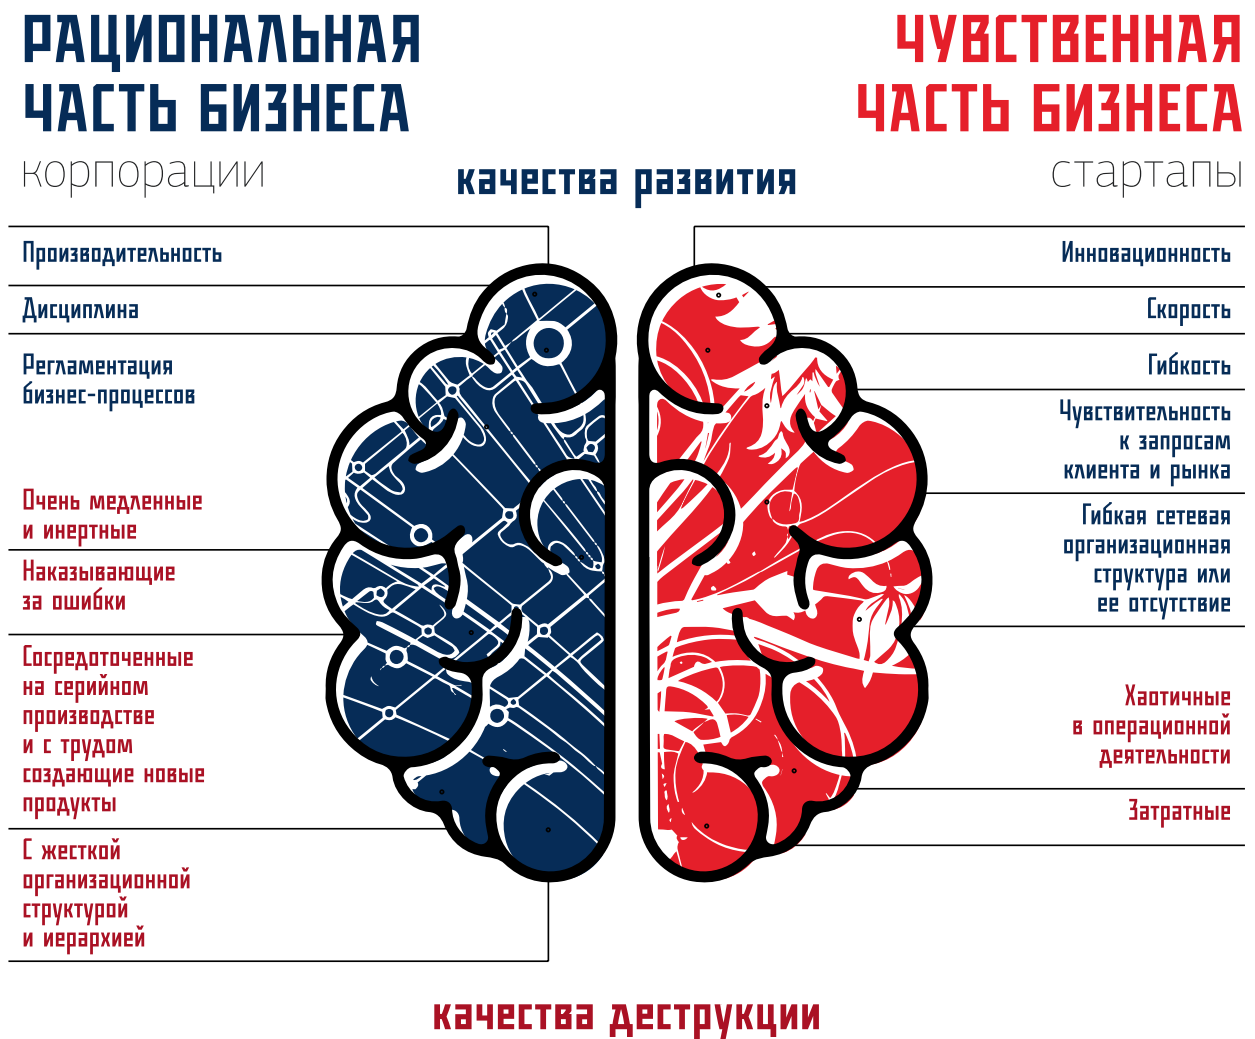 РАЦИОНАЛЬНАЯ
ЧАСТЬ БИЗНЕСА
корпорации
ЧУВСТВЕННАЯ
ЧАСТЬ БИЗНЕСА
стартапы
качества развития
Производительность
Дисциплина
Регламентация
бизнес-процессов
Очень медленные
и инертные
Наказывающие
за ошибки
Сосредоточенные
на серийном
производстве
и с трудом
создающие новые
продукты
С жесткой
организационной
структурой
и иерархией
Инновационность
Скорость
Гибкость
Чувствительность
к запросам
клиента и рынка
Гибкая сетевая
организационная
структура или
ее отсутствие
Хаотичные
в операционной
деятельности
Затратные
качества деструкции